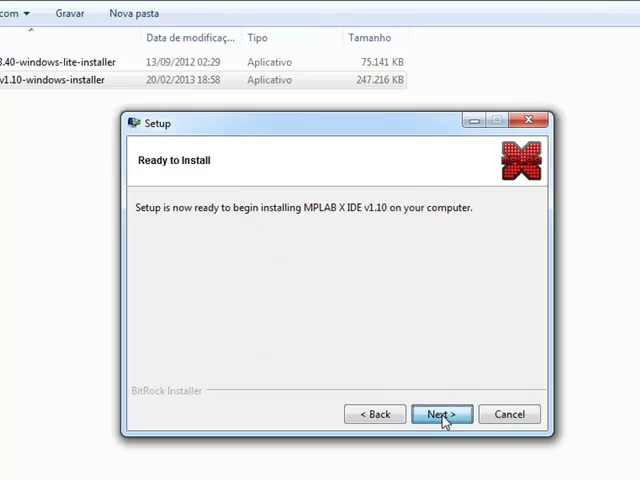 com Gravar Nova pasta
Data de modificaç... Tipo Tamanho
3.40-windows-lite-installer 13/09/2012 02:29 Aplicativo 75.141 KB
v1.10-windows-installer 20/02/2013 18:58 Aplicativo 247.216 KB
Setup
Ready to Install
MPLAB
Setup is now ready to begin installing MPLAB X IDE v1.10 on your computer.
BitRock Installer
< Back Next > Cancel